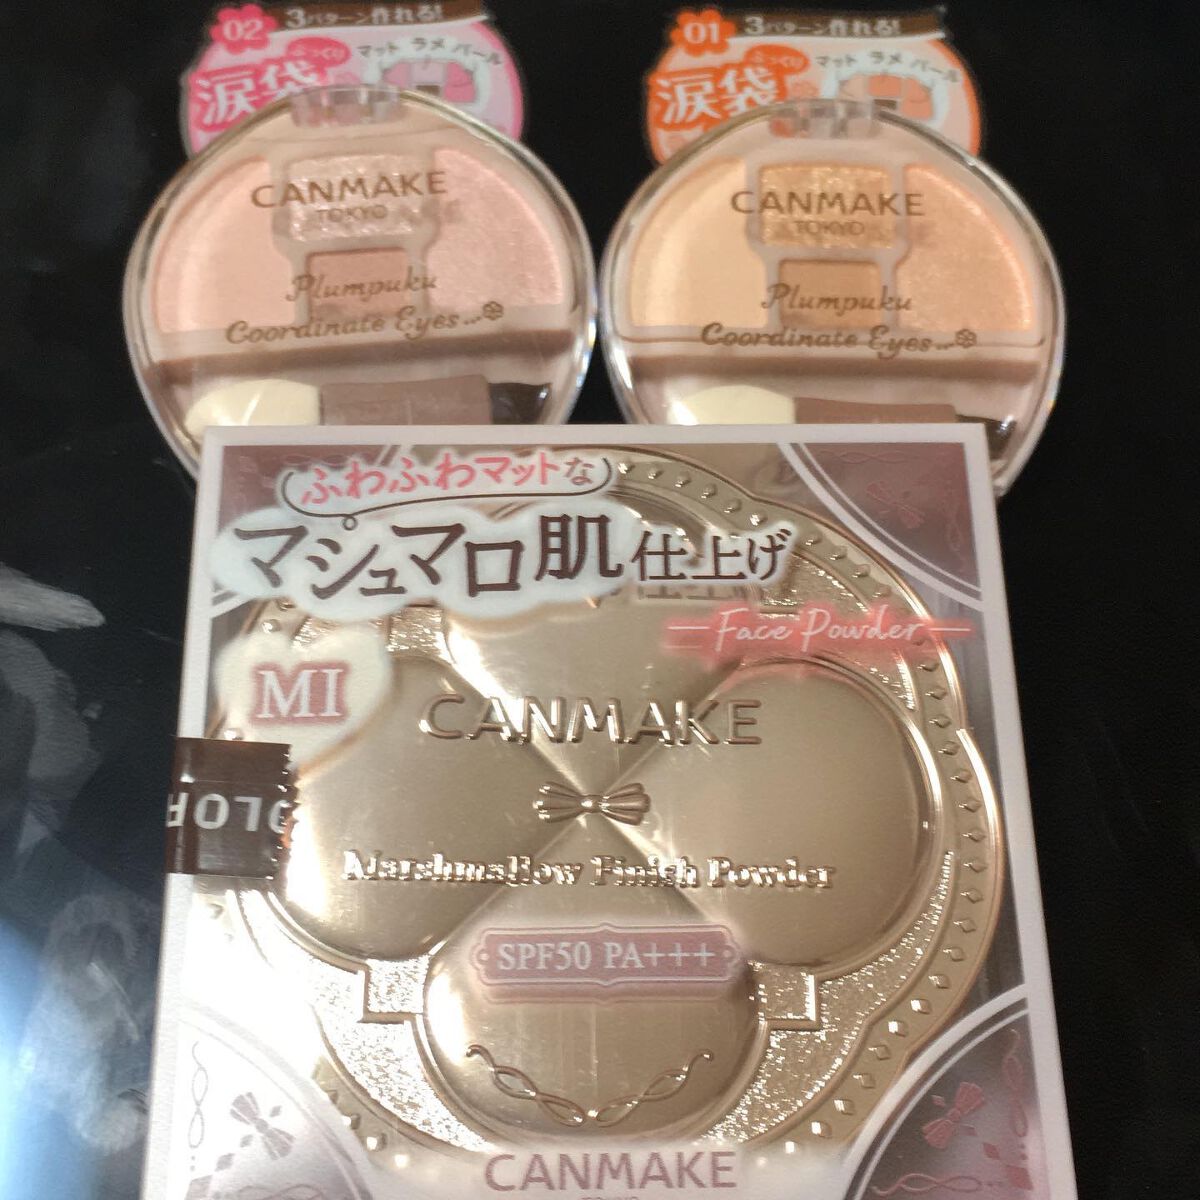 02
3パターン作れる!
ぷっくり
涙袋
マット ラメ パール
CANMAKE
TOKYO
Plumpuku
Coordinate Eyes...
01
3パターン作れる!
ぷっくり
涙袋
マット ラメ パール
CANMAKE
TOKYO
Plumpuku
Coordinate Eyes...
ふわふわマットな
マシュマロ肌仕上げ
Face Powder
MI
CANMAKE
Marshmallow Finish Powder
SPF50 PA+++
CANMAKE
TOKYO